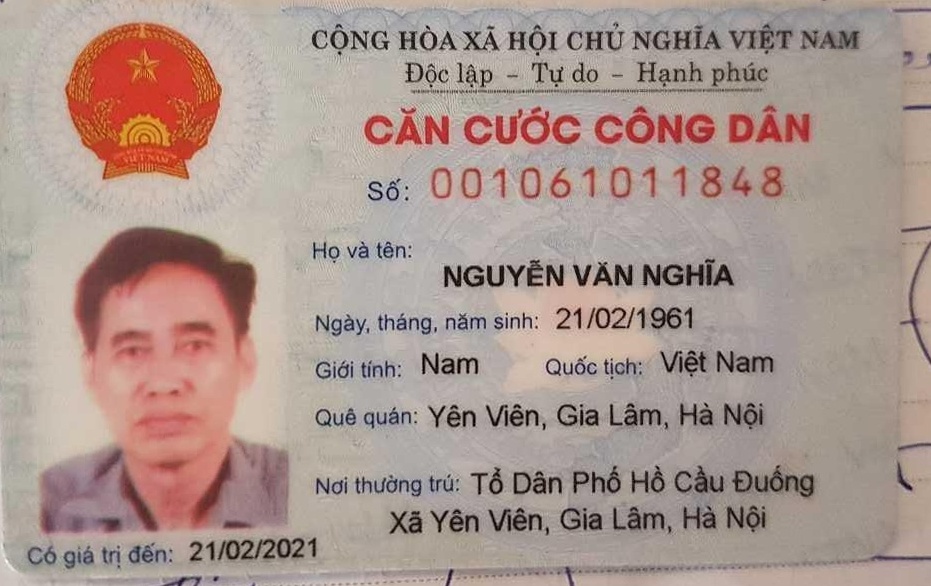 CỘNG HÒA XÃ HỘI CHỦ NGHĨA VIỆT NAM
Độc lập - Tự do - Hạnh phúc
CĂN CƯỚC CÔNG DÂN
Số: 001061011848
Họ và tên:
NGUYỄN VĂN NGHĨA
Ngày, tháng, năm sinh: 21/02/1961
Giới tính: Nam Quốc tịch: Việt Nam
Quê quán: Yên Viên, Gia Lâm, Hà Nội
Nơi thường trú: Tổ Dân Phố Hồ Cầu Đuống
Xã Yên Viên, Gia Lâm, Hà Nội
Có giá trị đến: 21/02/2021